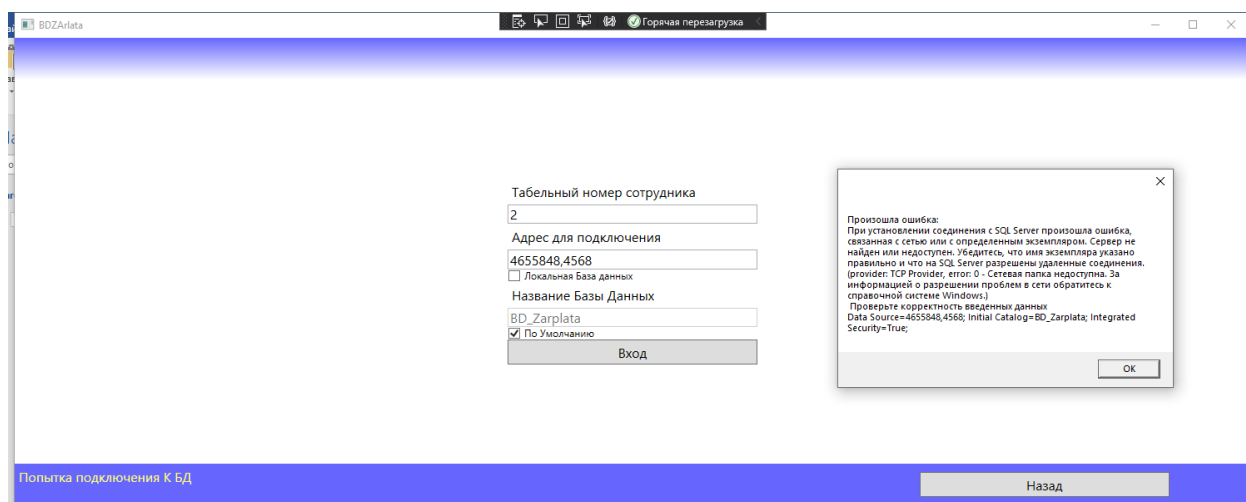 BDZArlata
Горячая перезагрузка
Табельный номер сотрудника
2
Адрес для подключения
4655848,4568
Локальная База данных
Название Базы Данных
BD_Zarplata
По Умолчанию
Вход
Произошла ошибка:
При установлении соединения с SQL Server произошла ошибка,
связанная с сетью или с определенным экземпляром. Сервер не
найден или недоступен. Убедитесь, что имя экземпляра указано
правильно и что на SQL Server разрешены удаленные соединения.
(provider: TCP Provider, error: 0 - Сетевая папка недоступна. За
информацией о разрешении проблем в сети обратитесь к
справочной системе Windows.)
Проверьте корректность введенных данных
Data Source=4655848,4568; Initial Catalog=BD_Zarplata; Integrated
Security=True;
ОК
Попытка подключения К БД
Назад